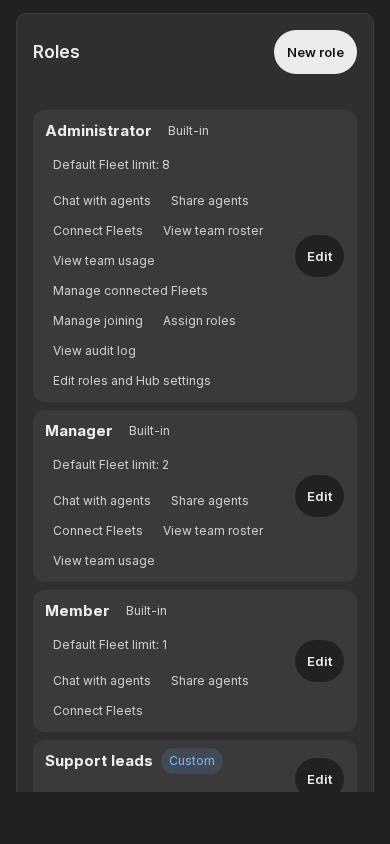 Roles
New role
Administrator Built-in
Default Fleet limit: 8
Chat with agents Share agents
Connect Fleets View team roster
Edit
View team usage
Manage connected Fleets
Manage joining Assign roles
View audit log
Edit roles and Hub settings
Manager Built-in
Default Fleet limit: 2
Chat with agents Share agents
Edit
Connect Fleets View team roster
View team usage
Member Built-in
Default Fleet limit: 1
Edit
Chat with agents Share agents
Connect Fleets
Support leads Custom
Edit